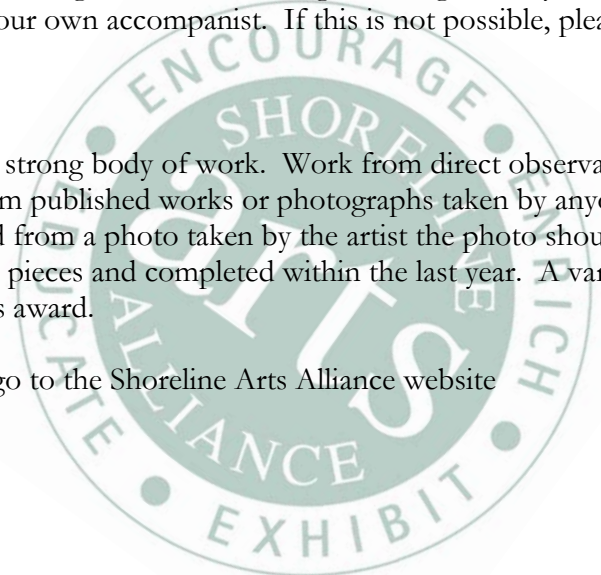 our own accompanist. If this is not possible, plea
strong body of work. Work from direct observa
m published works or photographs taken by anyo
d from a photo taken by the artist the photo shou
pieces and completed within the last year. A var
s award.
go to the Shoreline Arts Alliance website
ENCOURAGE
ENRICH
EXHIBIT
EDUCATE
SHORELINE
arts
ALLIANCE